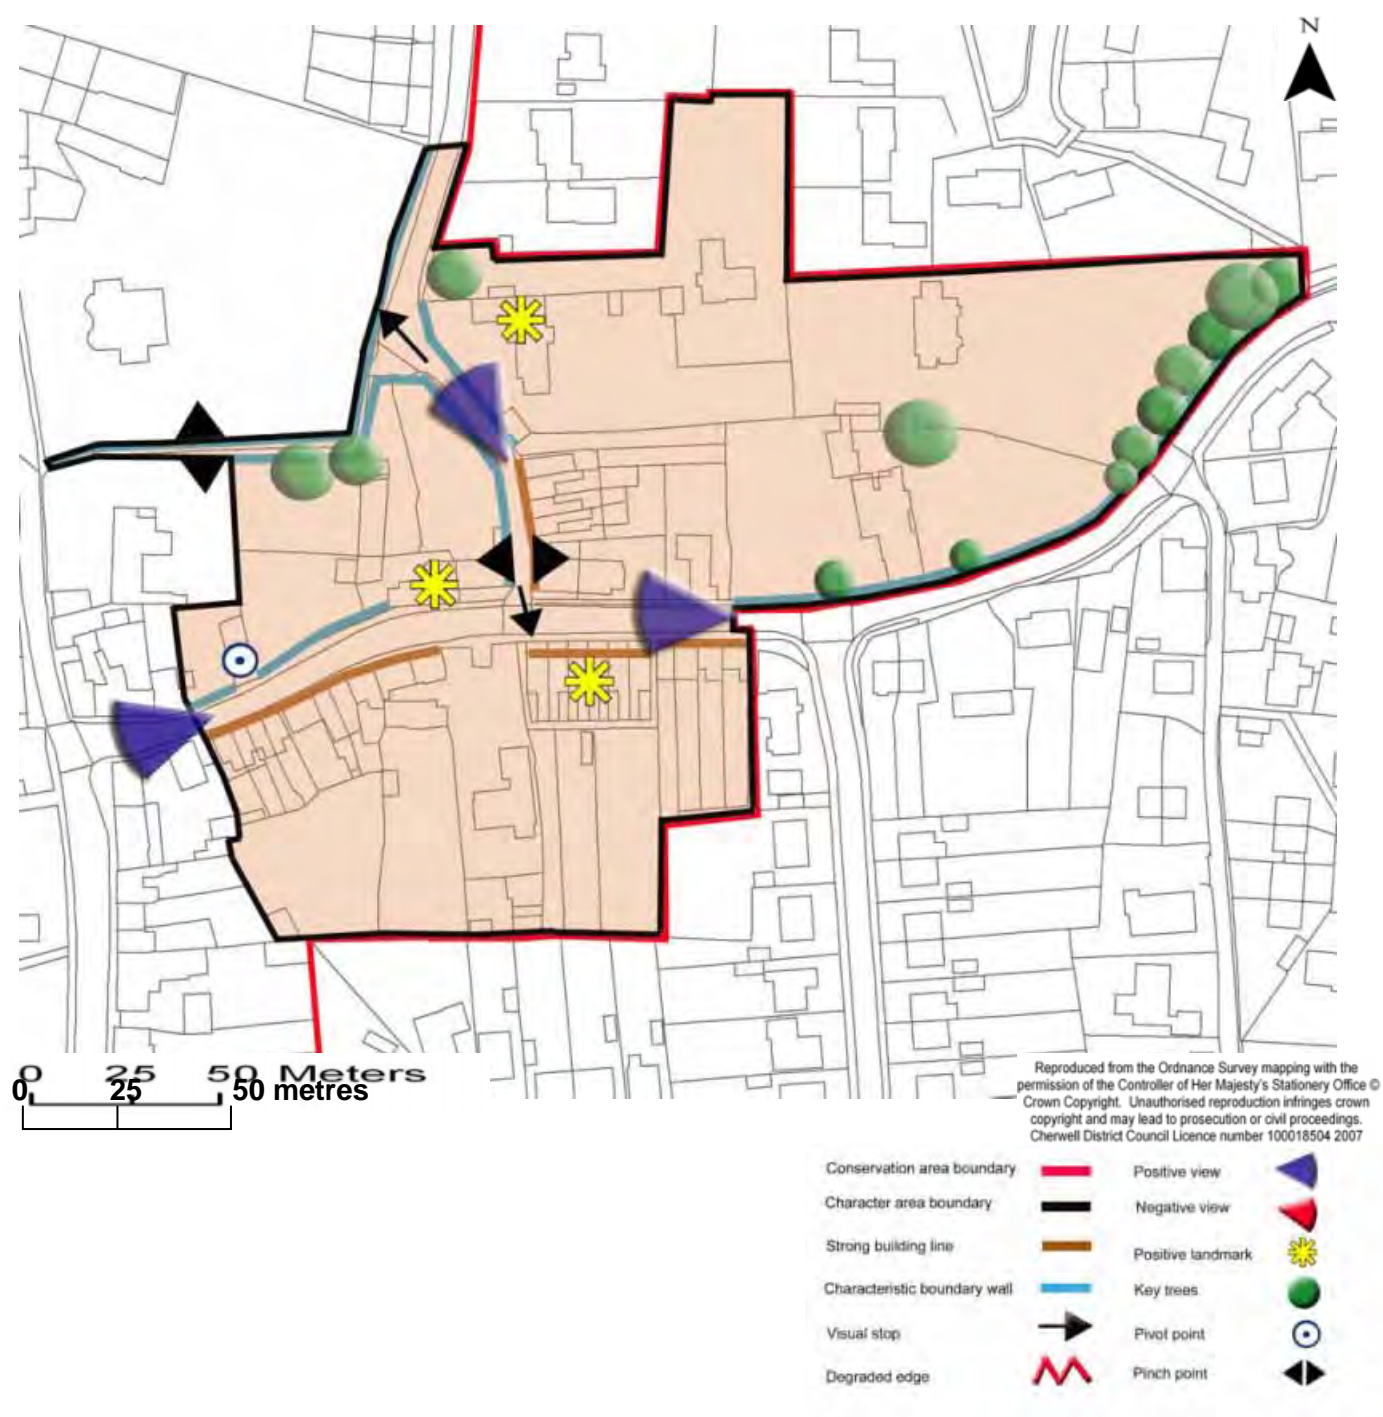 N
0 25 50 Meters
0 25 50 metres
Reproduced from the Ordnance Survey mapping with the
permission of the Controller of Her Majesty's Stationery Office ©
Crown Copyright. Unauthorised reproduction infringes crown
copyright and may lead to prosecution or civil proceedings.
Cherwell District Council Licence number 100018504 2007
Conservation area boundary
Character area boundary
Strong building line
Characteristic boundary wall
Visual stop
Degraded edge
Positive view
Negative view
Positive landmark
Key trees
Pivot point
Pinch point